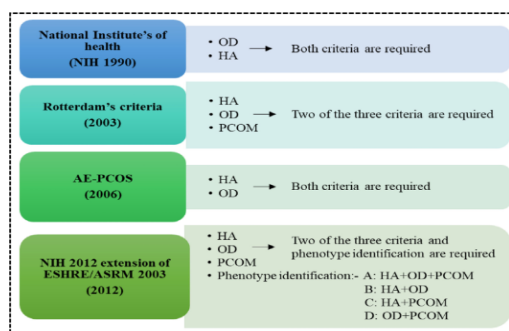 National Institute's of
health
(NIH 1990)
• OD
• HA
Both criteria are required
Rotterdam's criteria
(2003)
• HA
• OD
• PCOM
Two of the three criteria are required
AE-PCOS
(2006)
• HA
• OD
Both criteria are required
NIH 2012 extension of
ESHRE/ASRM 2003
(2012)
• HA
• OD
• PCOM
Two of the three criteria and
phenotype identification are required
• Phenotype identification:- A: HA+OD+PCOM
B: HA+OD
C: HA+PCOM
D: OD+PCOM